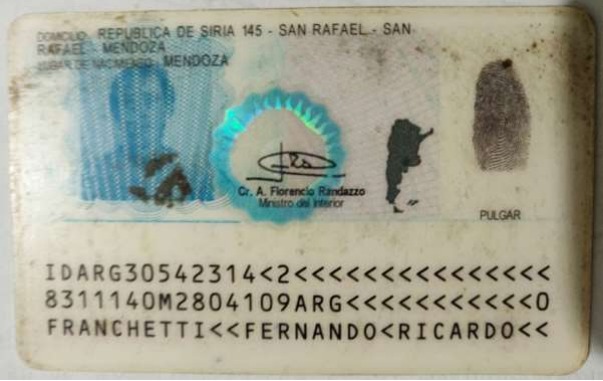 DOMICILIO: REPUBLICA DE SIRIA 145 - SAN RAFAEL - SAN
RAFAEL - MENDOZA
LUGAR DE NACIMIENTO: MENDOZA
Cr. A. Florencio Randazzo
Ministro del Interior
PULGAR
IDARG30542314<2<<<<<<<<<<<<<<<
8311140M2804109ARG<<<<<<<<<<<0
FRANCHETTI<<FERNANDO<RICARDO<<